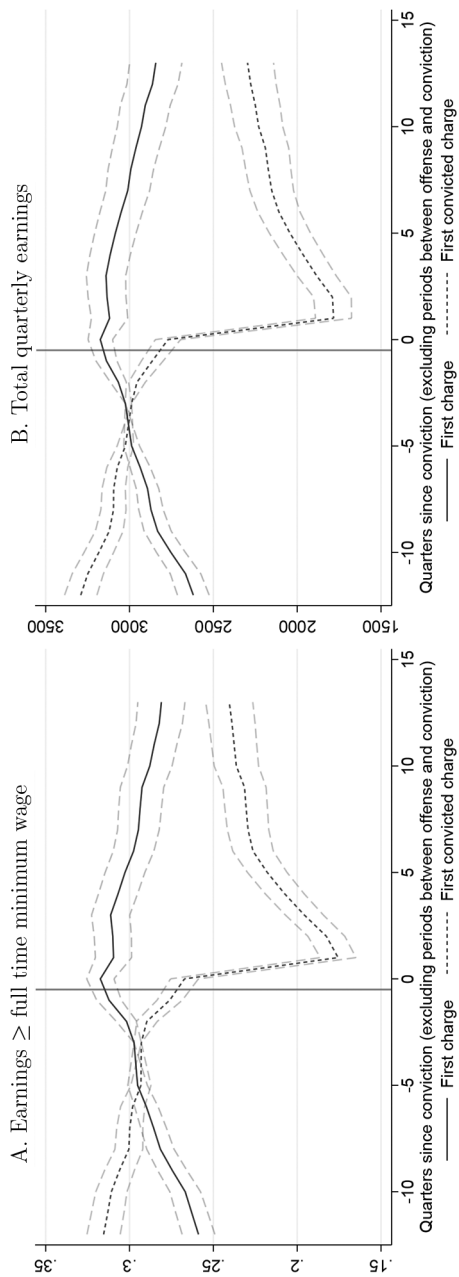 A. Earnings ≥ full time minimum wage
.35
.3
.25
.2
.15
-10 -5 0 5 10 15
Quarters since conviction (excluding periods between offense and conviction)
First charge First convicted charge
B. Total quarterly earnings
3500
3000
2500
2000
1500
-10 -5 0 5 10 15
Quarters since conviction (excluding periods between offense and conviction)
First charge First convicted charge